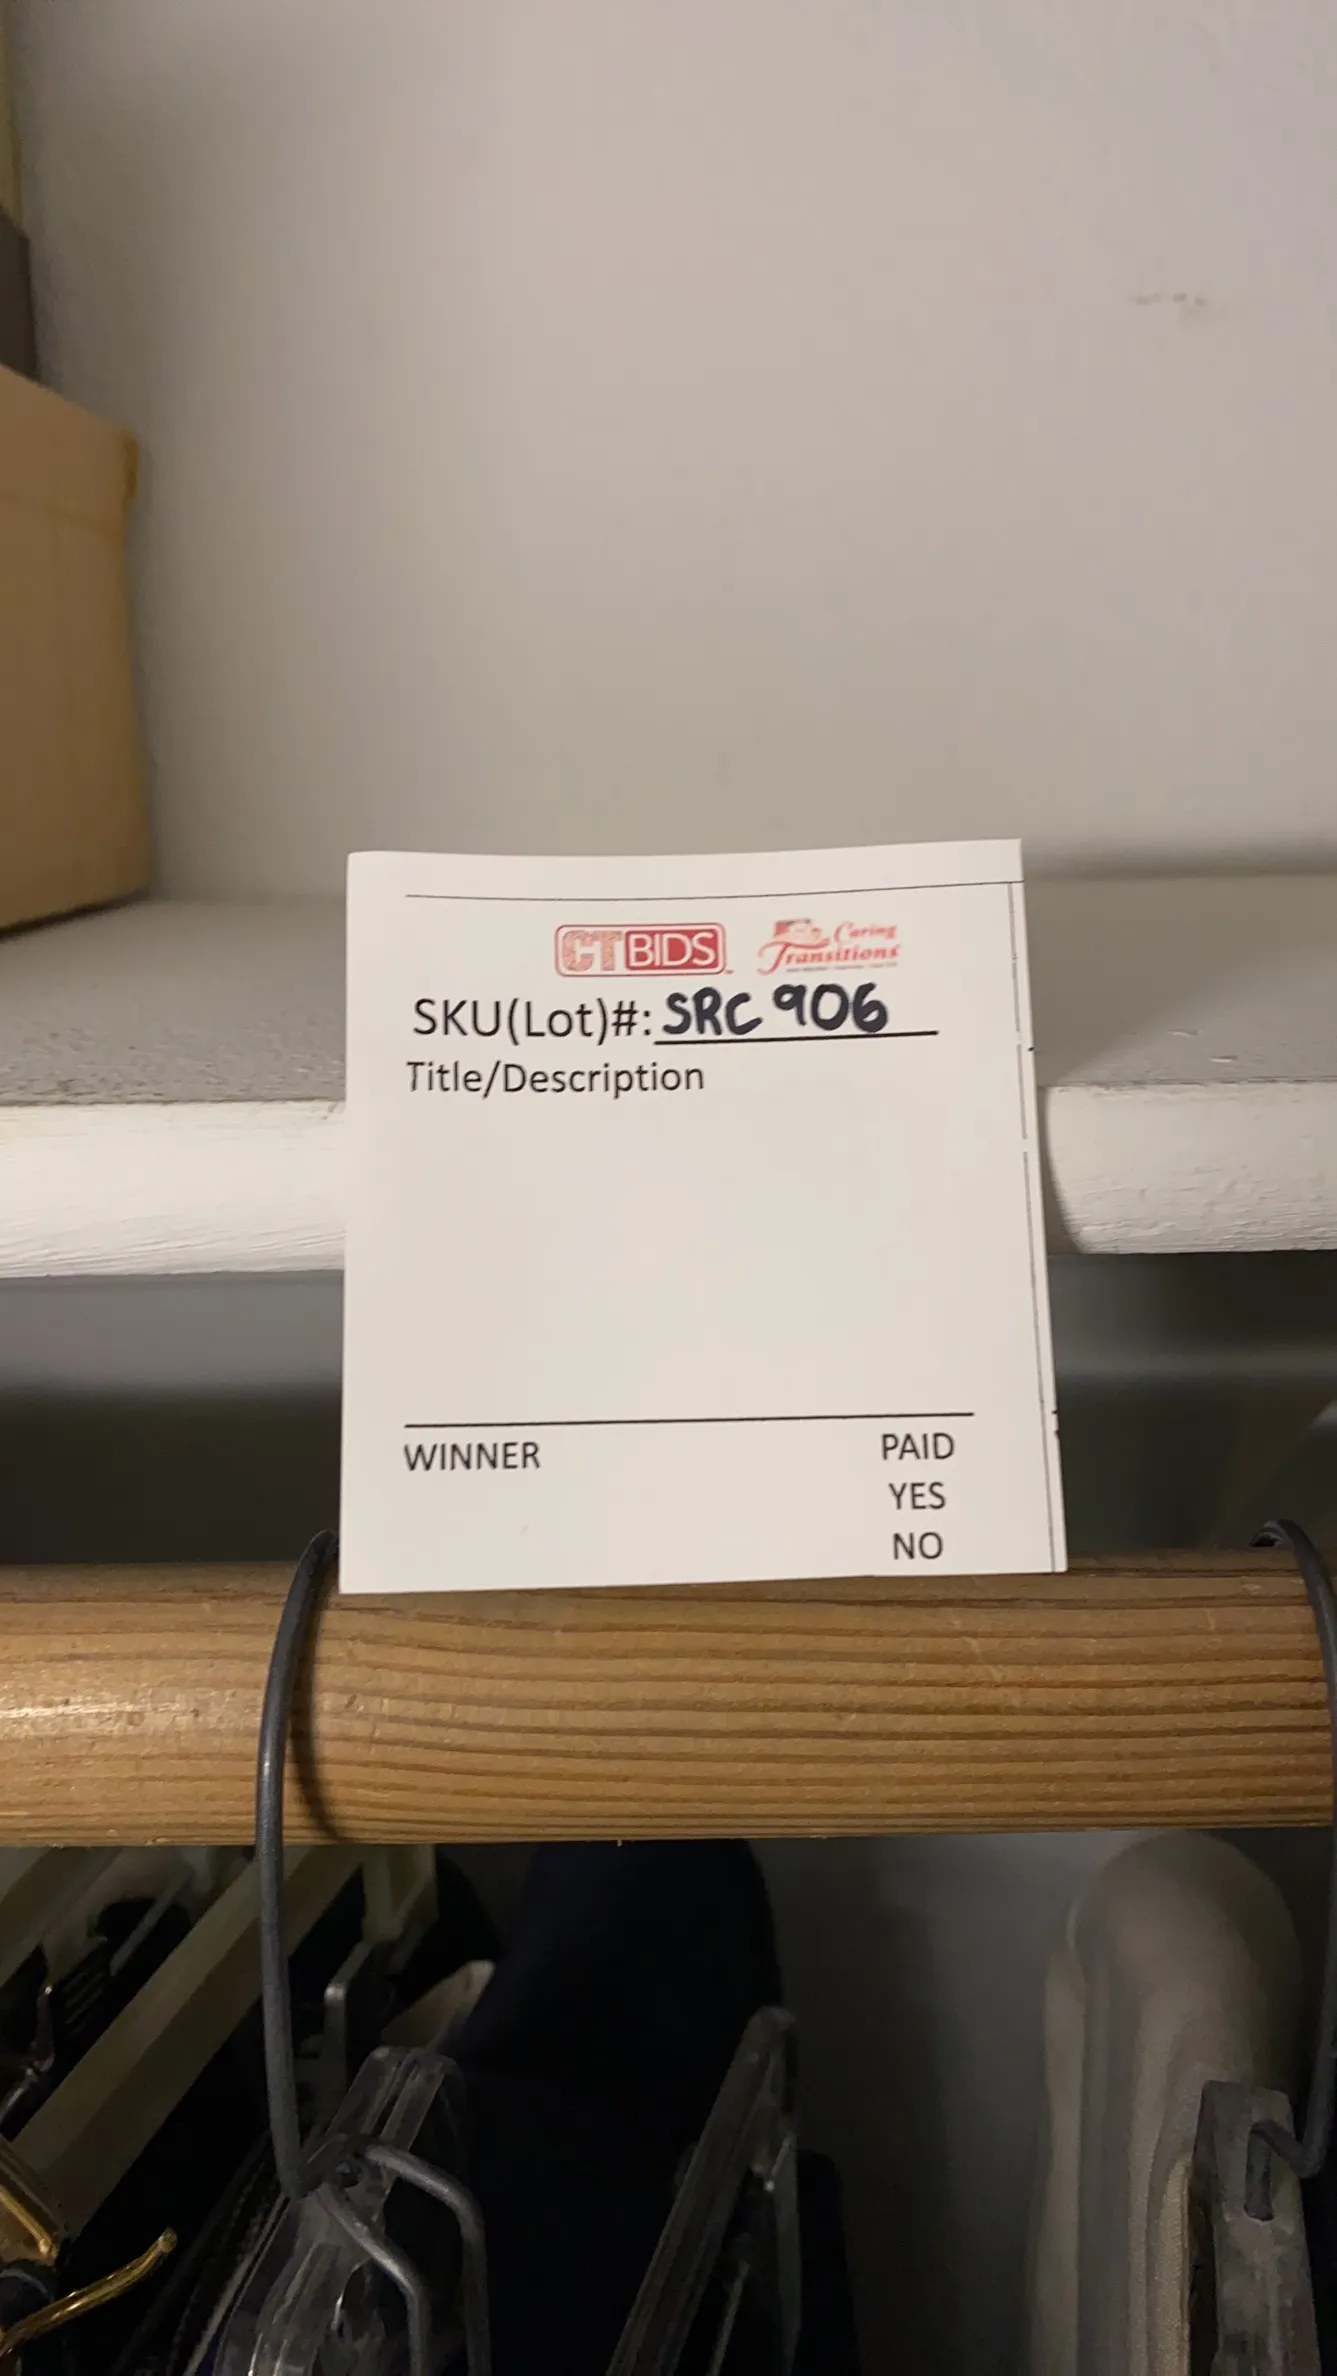 CTBIDS Caring Transitions
SKU(Lot)#: SRC 906
Title/Description
WINNER PAID
YES
NO